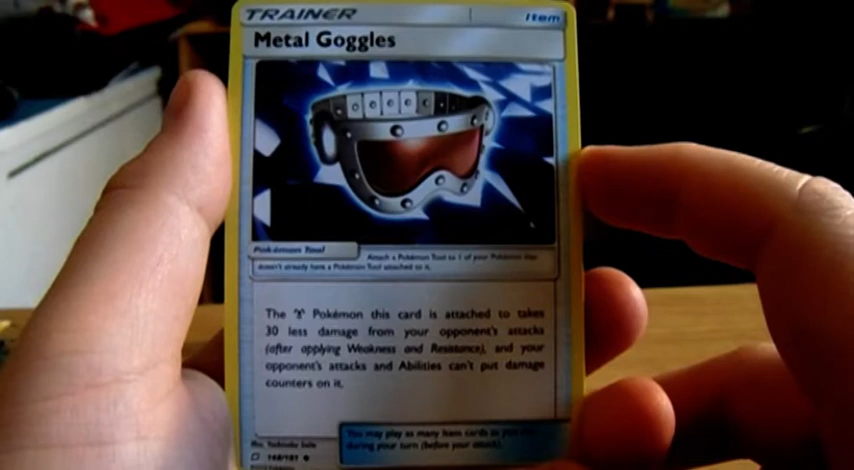 TRAINER Item
Metal Goggles
Pokémon Tool
Attach a Pokémon Tool to 1 of your Pokémon that
doesn't already have a Pokémon Tool attached to it.
The Pokémon this card is attached to takes
30 less damage from your opponent's attacks
(after applying Weakness and Resistance), and your
opponent's attacks and Abilities can't put damage
counters on it.
You may play as many Item cards as you
during your turn (before your attack).
Illus.
/181